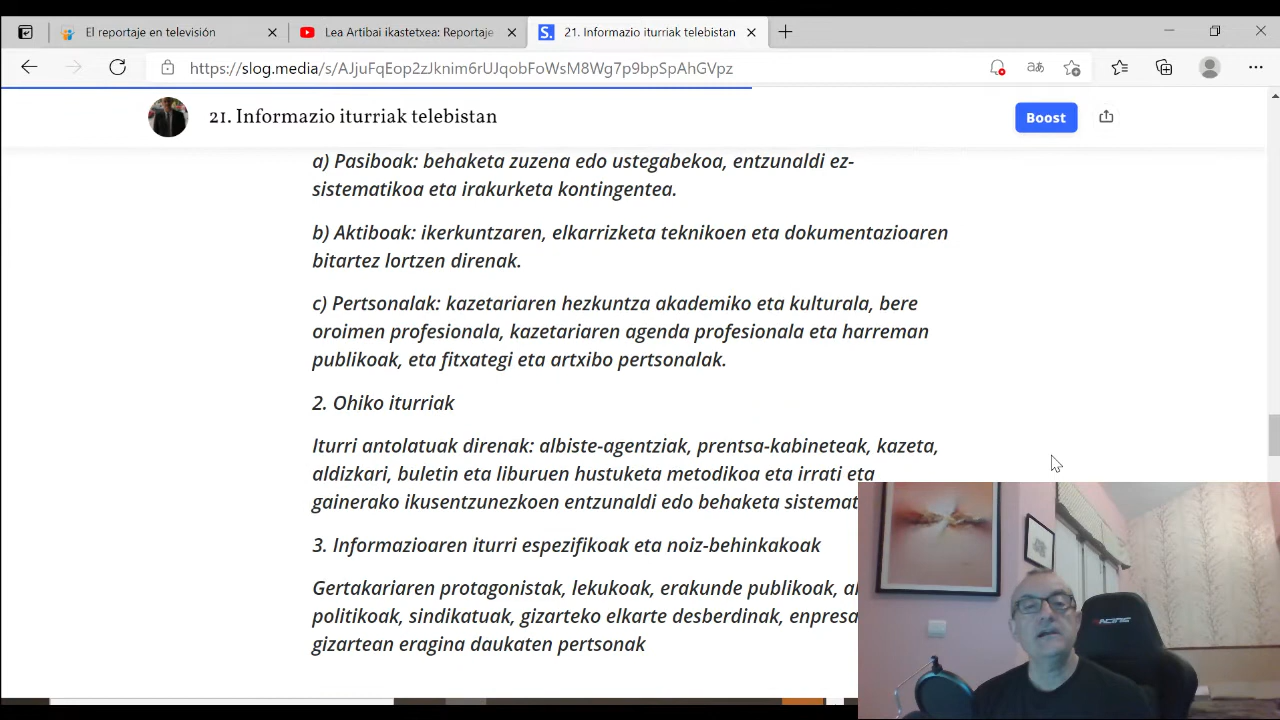 El reportaje en televisión
Lea Artibai ikastetxea: Reportaje
21. Informazio iturriak telebistan
https://slog.media/s/AJjuFqEop2zJknim6rUJqobFoWsM8Wg7p9bpSpAhGVpz
21. Informazio iturriak telebistan
Boost
a) Pasiboak: behaketa zuzena edo ustegabekoa, entzunaldi ez-
sistematikoa eta irakurketa kontingentea.
b) Aktiboak: ikerkuntzaren, elkarrizketa teknikoen eta dokumentazioaren
bitartez lortzen direnak.
c) Pertsonalak: kazetariaren hezkuntza akademiko eta kulturala, bere
oroimen profesionala, kazetariaren agenda profesionala eta harreman
publikoak, eta fitxategi eta artxibo pertsonalak.
2. Ohiko iturriak
Iturri antolatuak direnak: albiste-agentziak, prentsa-kabineteak, kazeta,
aldizkari, buletin eta liburuen hustuketa metodikoa eta irrati eta
gainerako ikusentzunezkoen entzunaldi edo behaketa sistemat
3. Informazioaren iturri espezifikoak eta noiz-behinkakoak
Gertakariaren protagonistak, lekukoak, erakunde publikoak,
politikoak, sindikatuak, gizarteko elkarte desberdinak, enpresa
gizartean eragina daukaten pertsonak
RACING